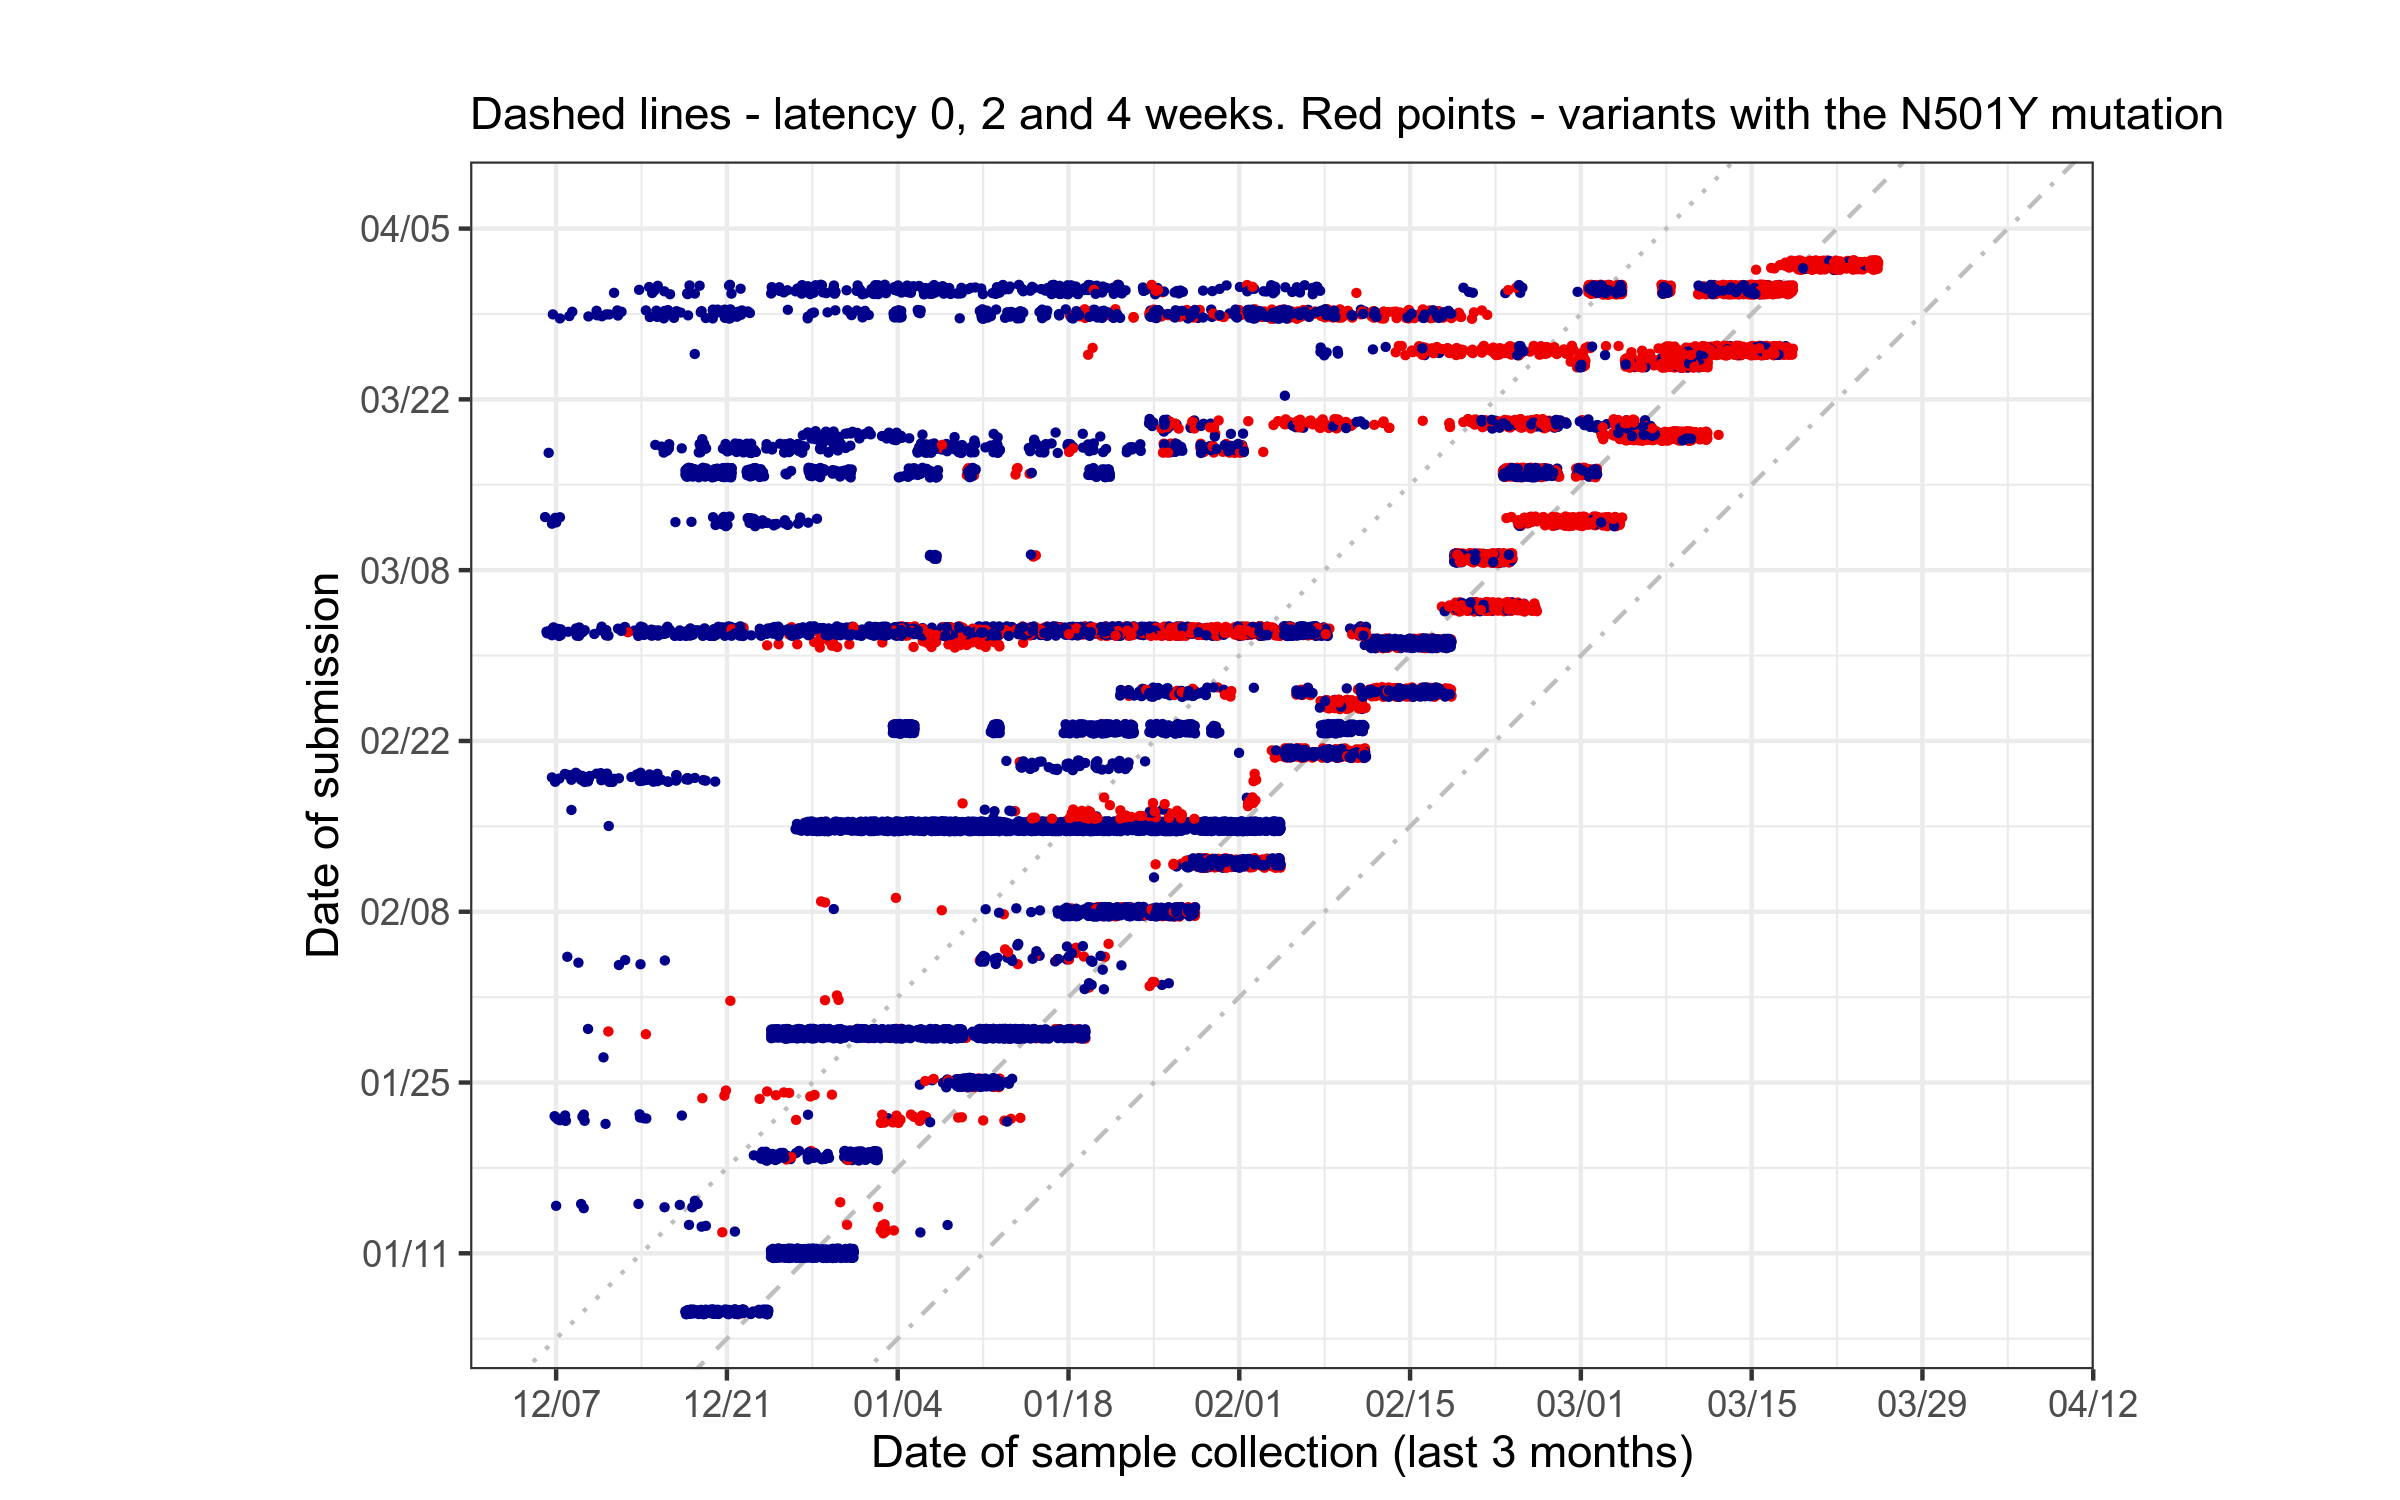 Dashed lines - latency 0, 2 and 4 weeks. Red points - variants with the N501Y mutation
Date of submission
04/05
03/22
03/08
02/22
02/08
01/25
01/11
12/07 12/21 01/04 01/18 02/01 02/15 03/01 03/15 03/29 04/12
Date of sample collection (last 3 months)